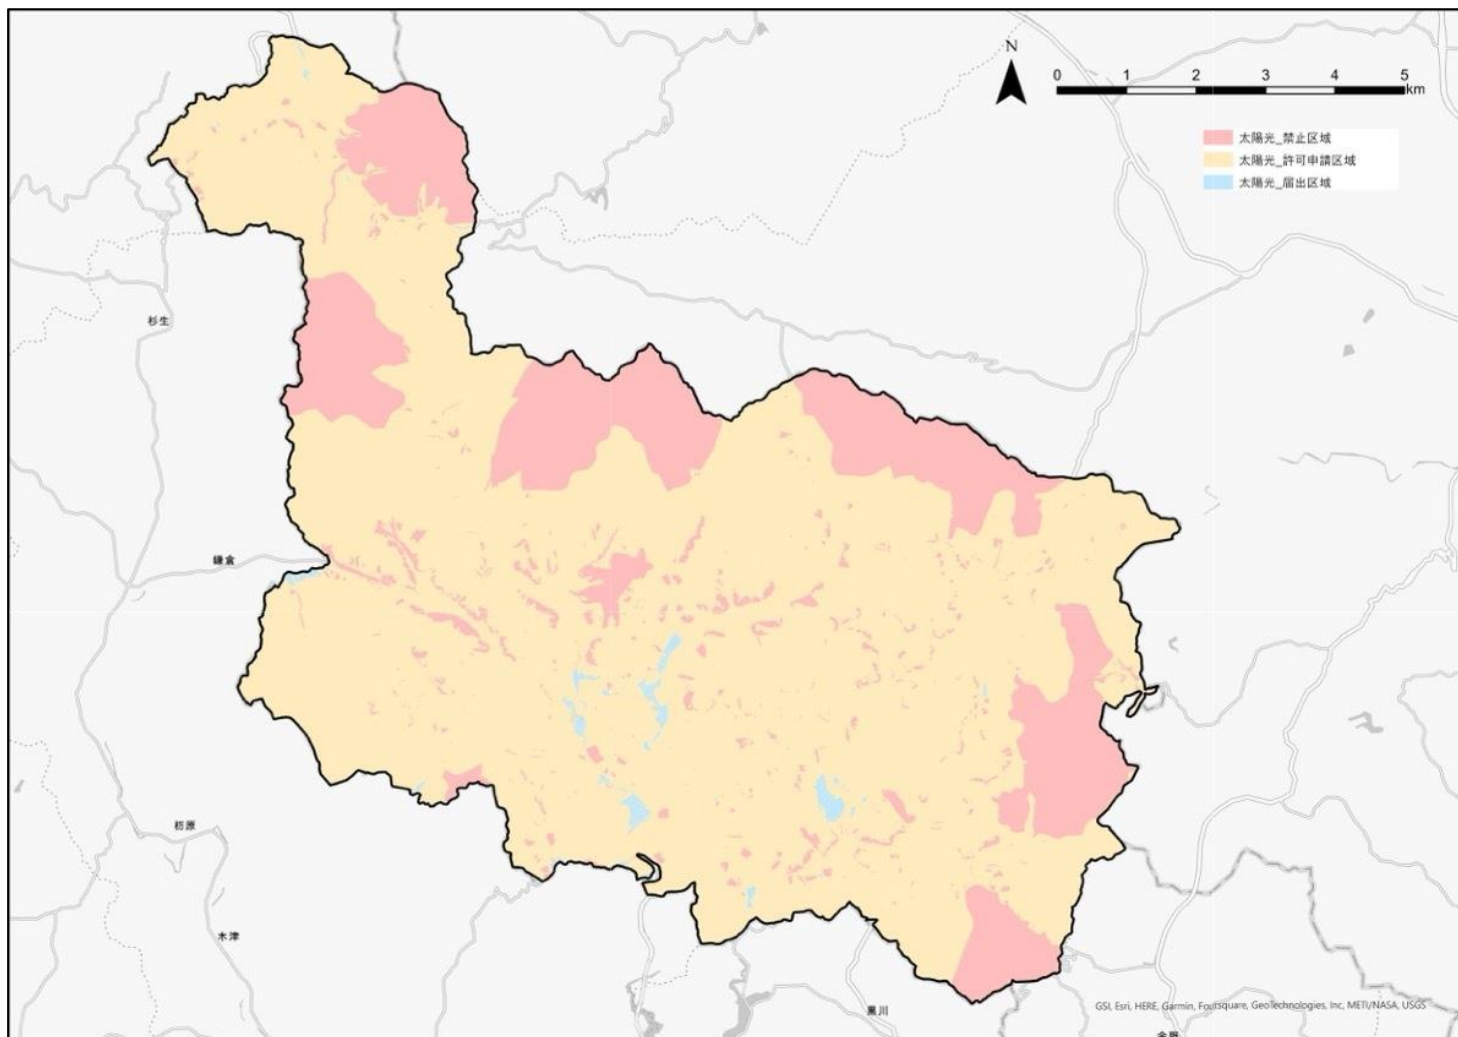 N
0 1 2 3 4 5
km
太陽光_禁止区域
太陽光_許可申請区域
太陽光_届出区域
杉生
鎌倉
栃原
木津
黒川
GSI, Esri, HERE, Garmin, Foursquare, GeoTechnologies, Inc, METI/NASA, USGS